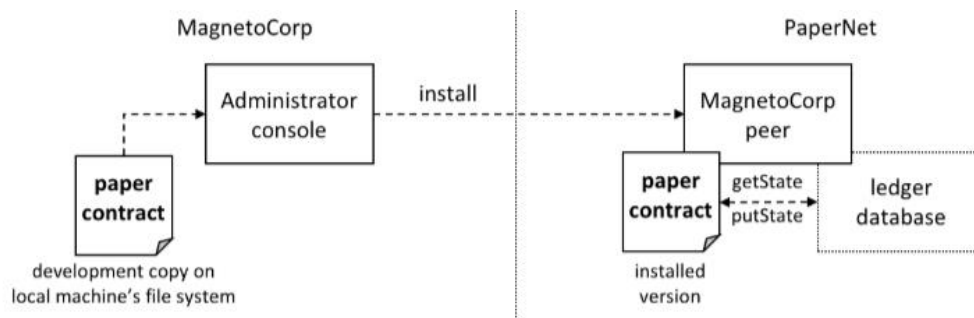 MagnetoCorp
PaperNet
Administrator
console
install
MagnetoCorp
peer
paper
contract
paper
contract
getState
putState
ledger
database
development copy on
local machine's file system
installed
version